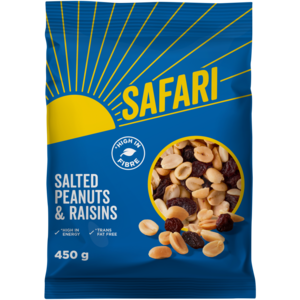 SAFARI
*HIGH IN
FIBRE
SALTED
PEANUTS
& RAISINS
*HIGH IN
ENERGY
*TRANS
FAT FREE
450 g